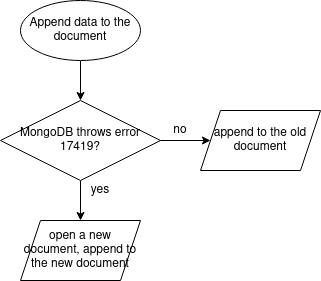 Append data to the
document
MongoDB throws error
17419?
no
append to the old
document
yes
open a new
document, append to
the new document